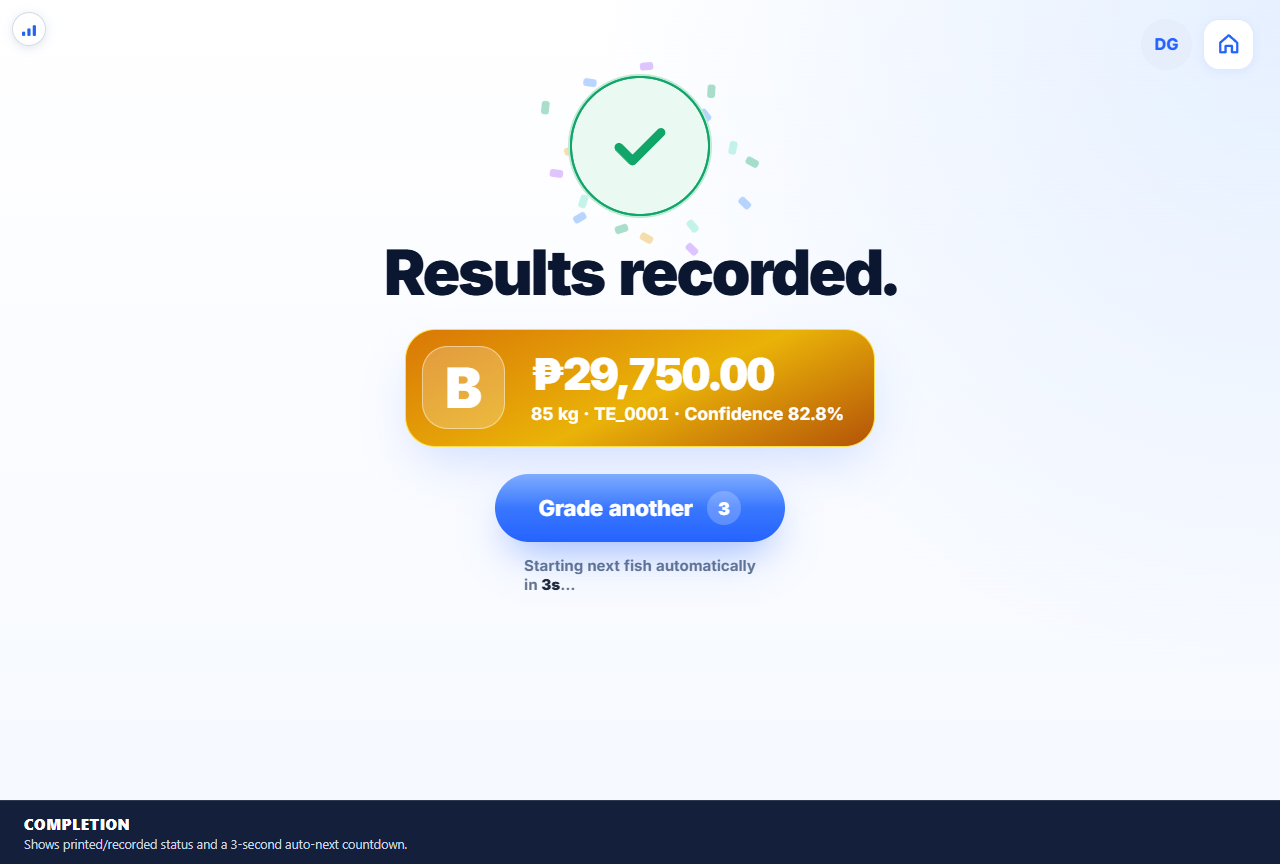 DG
Results recorded.
B
₱29,750.00
85 kg · TE_0001 · Confidence 82.8%
Grade another 3
Starting next fish automatically
in 3s...
COMPLETION
Shows printed/recorded status and a 3-second auto-next countdown.